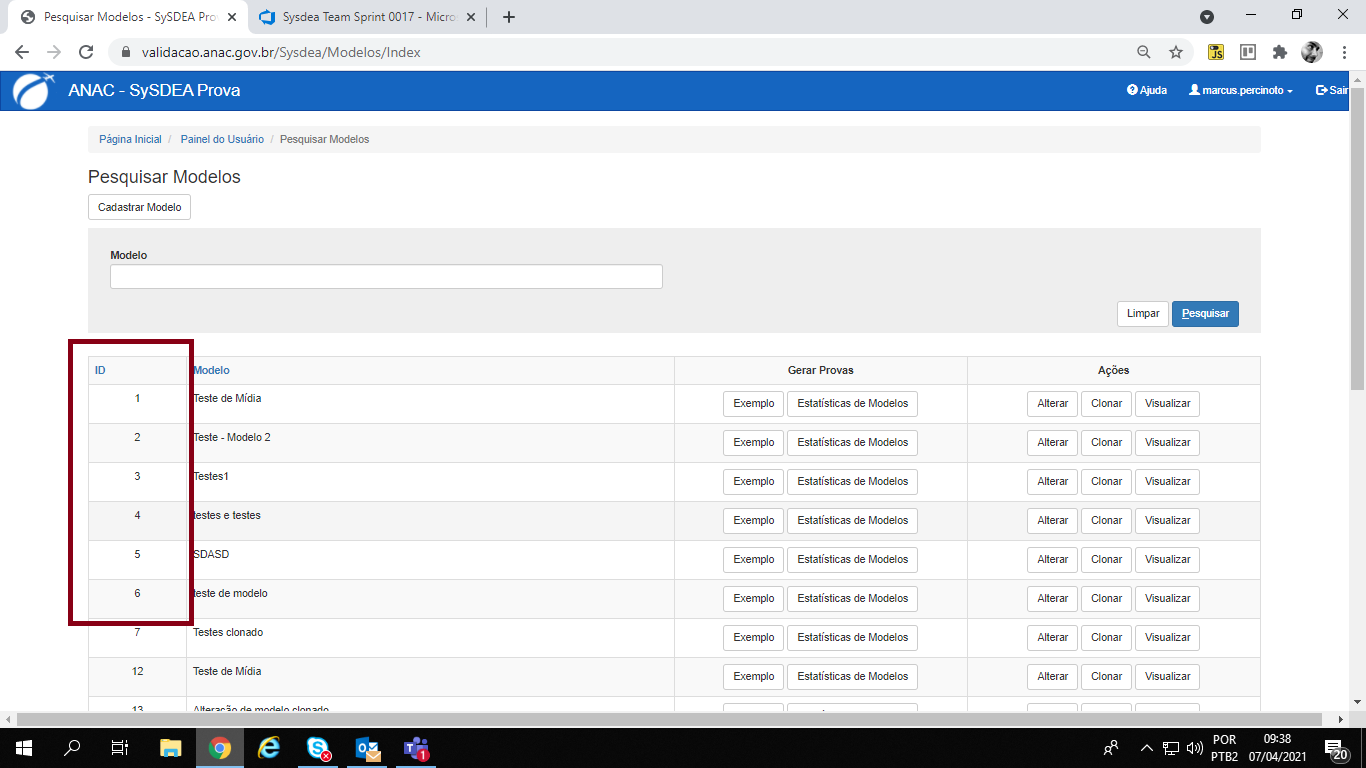 Pesquisar Modelos - SySDEA Pro
Sysdea Team Sprint 0017 - Micro
validacao.anac.gov.br/Sysdea/Modelos/Index
JS
ANAC - SySDEA Prova
Ajuda
marcus.percinoto
Sair
Página Inicial / Painel do Usuário / Pesquisar Modelos
Pesquisar Modelos
Cadastrar Modelo
Modelo
Limpar
Pesquisar
ID Modelo Gerar Provas Ações
1 Teste de Mídia Exemplo Estatísticas de Modelos Alterar Clonar Visualizar
2 Teste - Modelo 2 Exemplo Estatísticas de Modelos Alterar Clonar Visualizar
3 Testes1 Exemplo Estatísticas de Modelos Alterar Clonar Visualizar
4 testes e testes Exemplo Estatísticas de Modelos Alterar Clonar Visualizar
5 SDASD Exemplo Estatísticas de Modelos Alterar Clonar Visualizar
6 teste de modelo Exemplo Estatísticas de Modelos Alterar Clonar Visualizar
7 Testes clonado Exemplo Estatísticas de Modelos Alterar Clonar Visualizar
12 Teste de Mídia Exemplo Estatísticas de Modelos Alterar Clonar Visualizar
13 Alteração de modelo clonado
1
POR
PTB2
09:38
07/04/2021
20